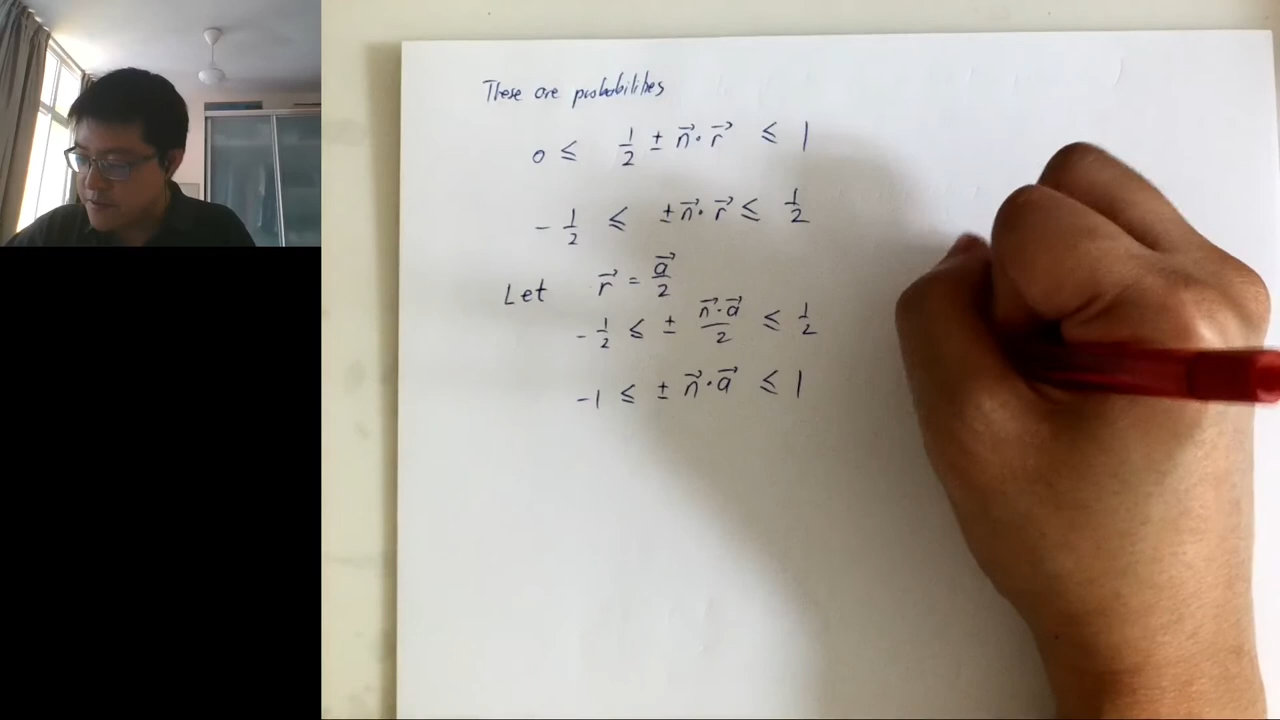 These are probabilities
0 ≤ 1/2 ± n⃗·r⃗ ≤ 1
-1/2 ≤ ±n⃗·r⃗ ≤ 1/2
Let r⃗ = a⃗/2
-1/2 ≤ ± n⃗·a⃗/2 ≤ 1/2
-1 ≤ ± n⃗·a⃗ ≤ 1